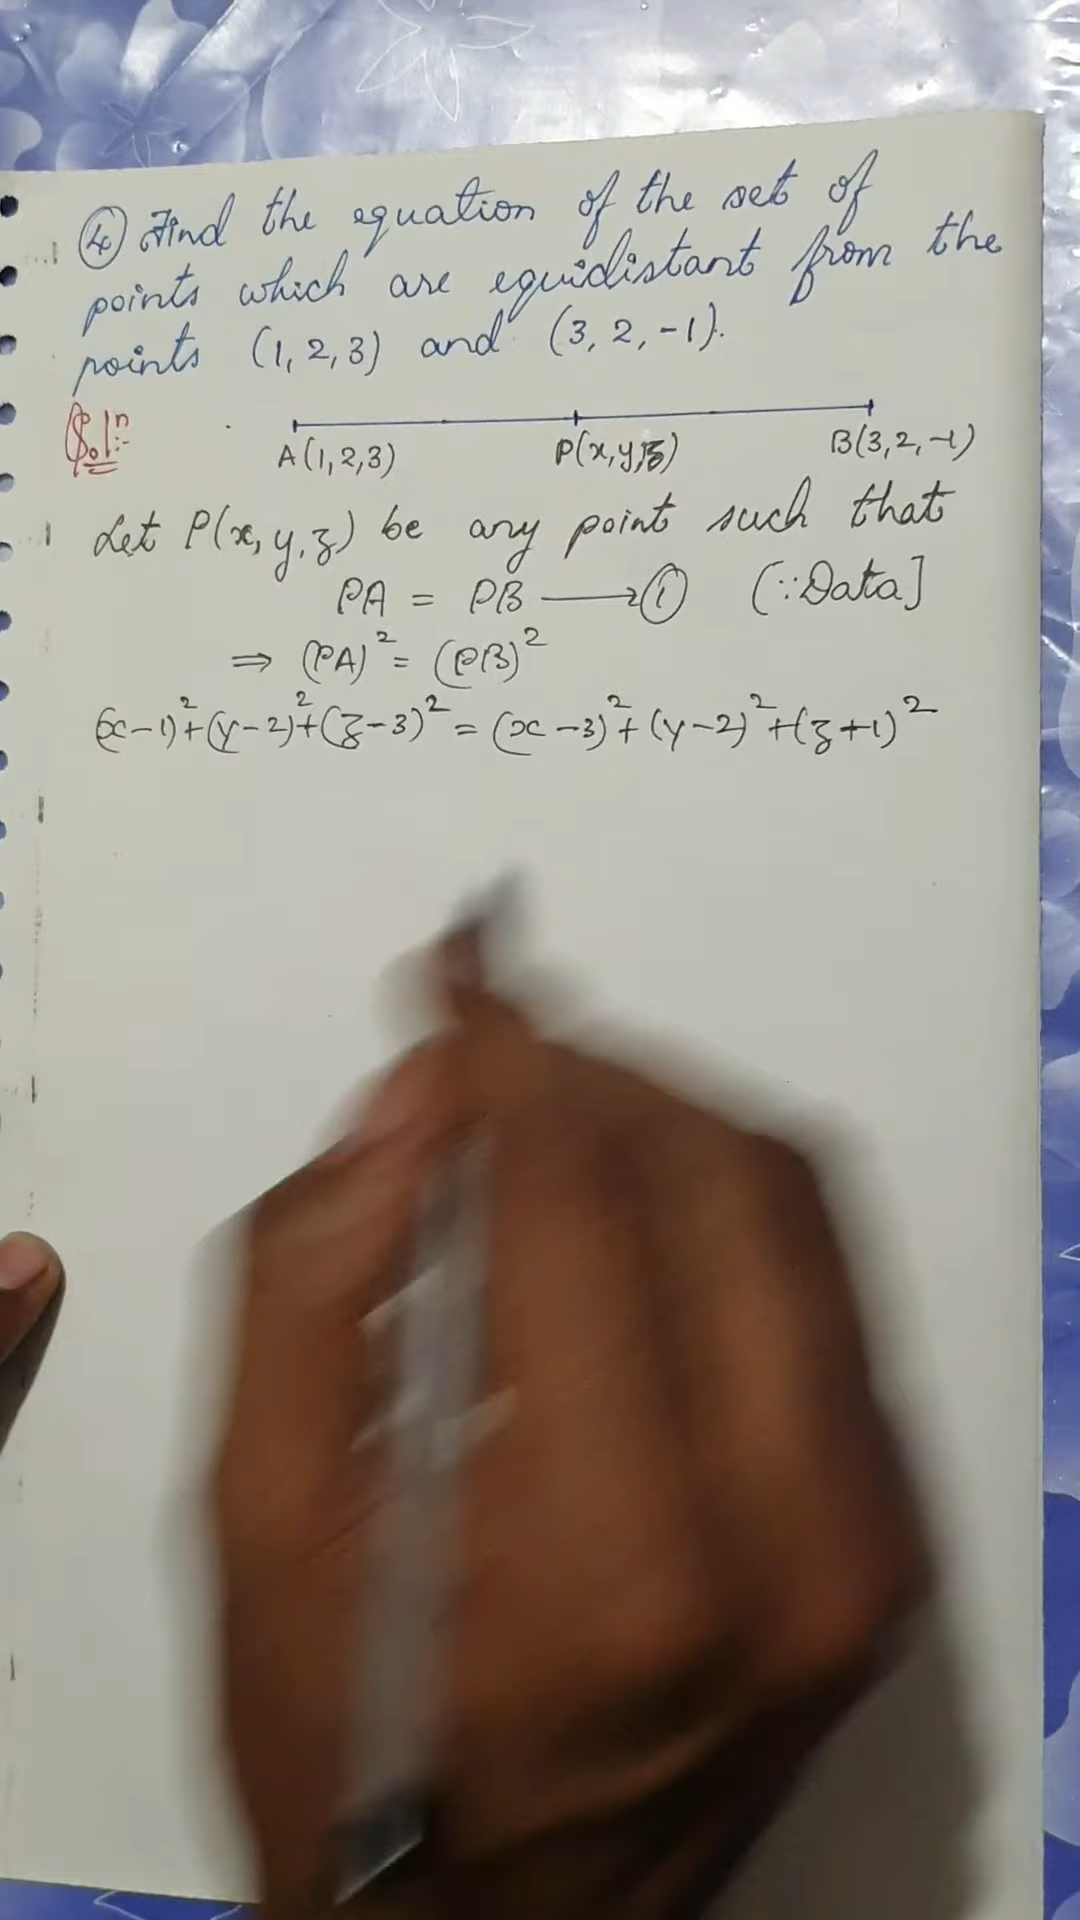 ④ Find the equation of the set of
points which are equidistant from the
points (1, 2, 3) and (3, 2, -1).
Solⁿ:-
A(1,2,3) P(x,y,z) B(3,2,-1)
Let P(x, y, z) be any point such that
PA = PB ⟶ ① (∵ Data]
⇒ (PA)² = (PB)²
(x-1)²+(y-2)²+(z-3)² = (x-3)²+(y-2)²+(z+1)²